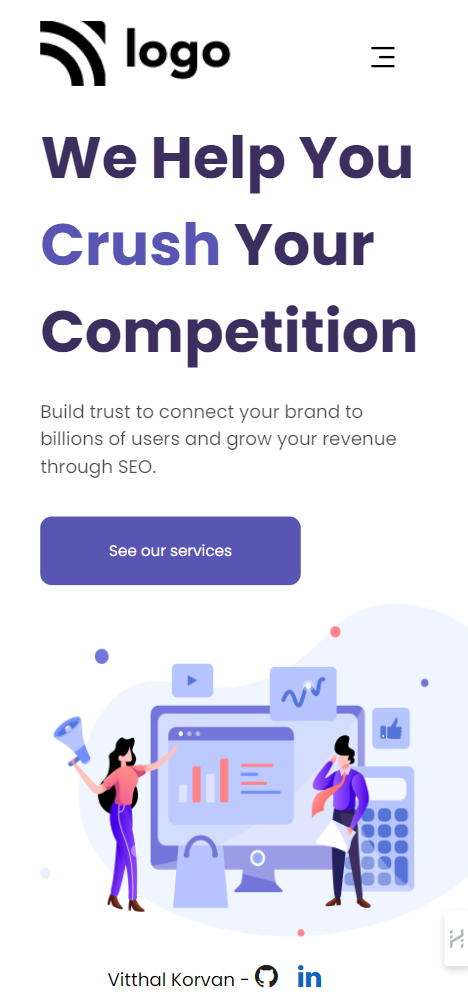 logo
We Help You
Crush Your
Competition
Build trust to connect your brand to
billions of users and grow your revenue
through SEO.
See our services
Vitthal Korvan - in